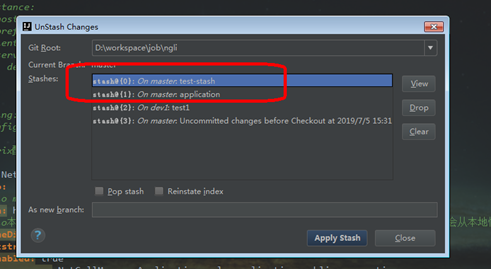 stance:
UnStash Changes
Git Root:
D:\workspace\job\ngli
Current Branch: master
Stashes:
stash@{0}: On master: test-stash
stash@{1}: On master: application
stash@{2}: On dev1: test1
stash@{3}: On master: Uncommitted changes before Checkout at 2019/7/5 15:31
View
Drop
Clear
Pop stash
Reinstate index
As new branch:
?
Apply Stash
Close